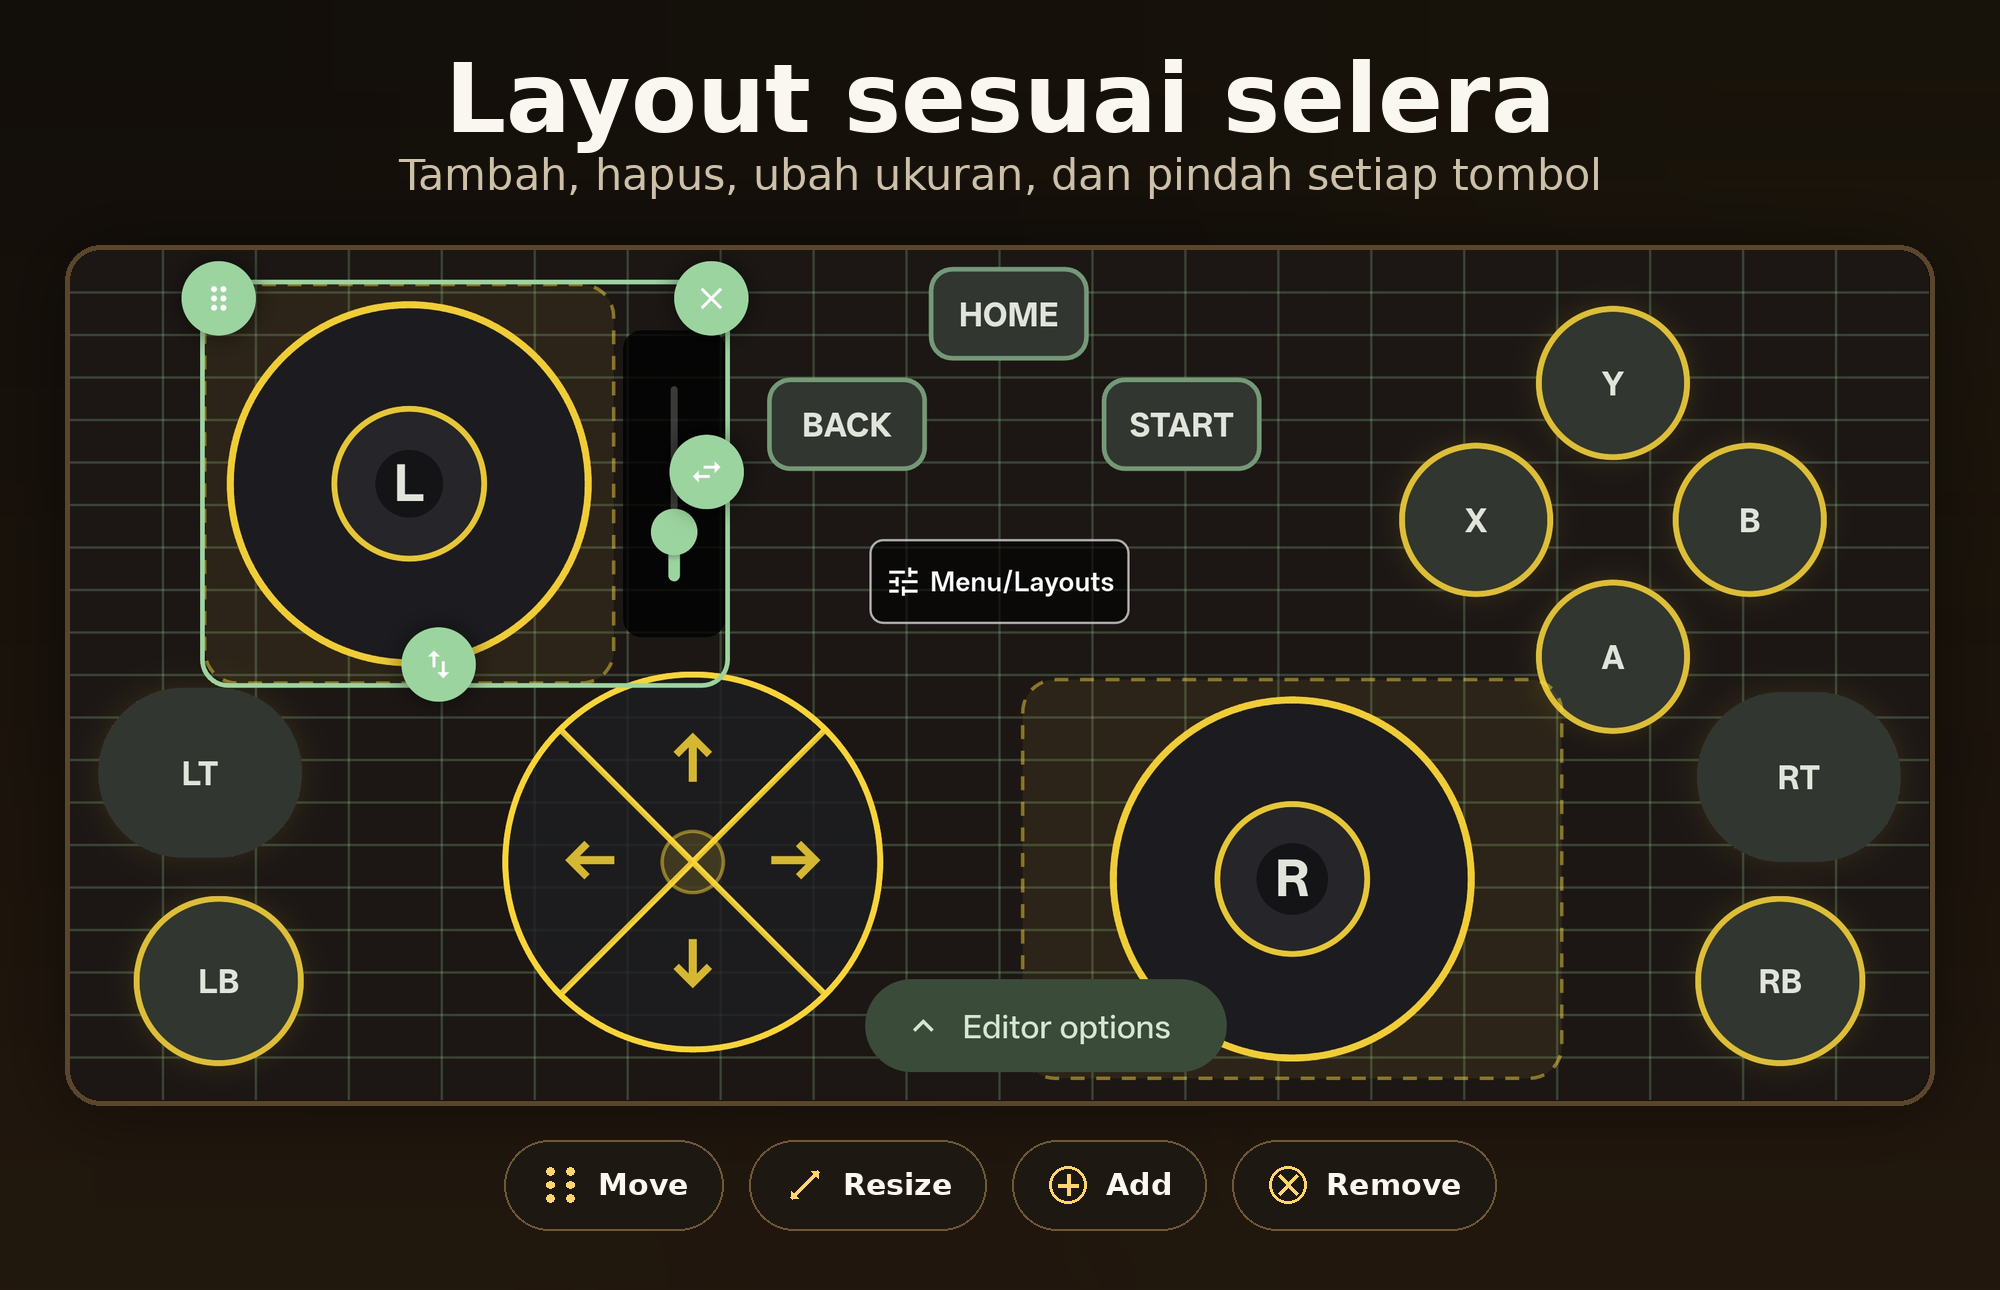 Layout sesuai selera
Tambah, hapus, ubah ukuran, dan pindah setiap tombol
HOME
BACK
START
Y
X
B
A
L
Menu/Layouts
LT
RT
R
LB
RB
Editor options
Move
Resize
Add
Remove